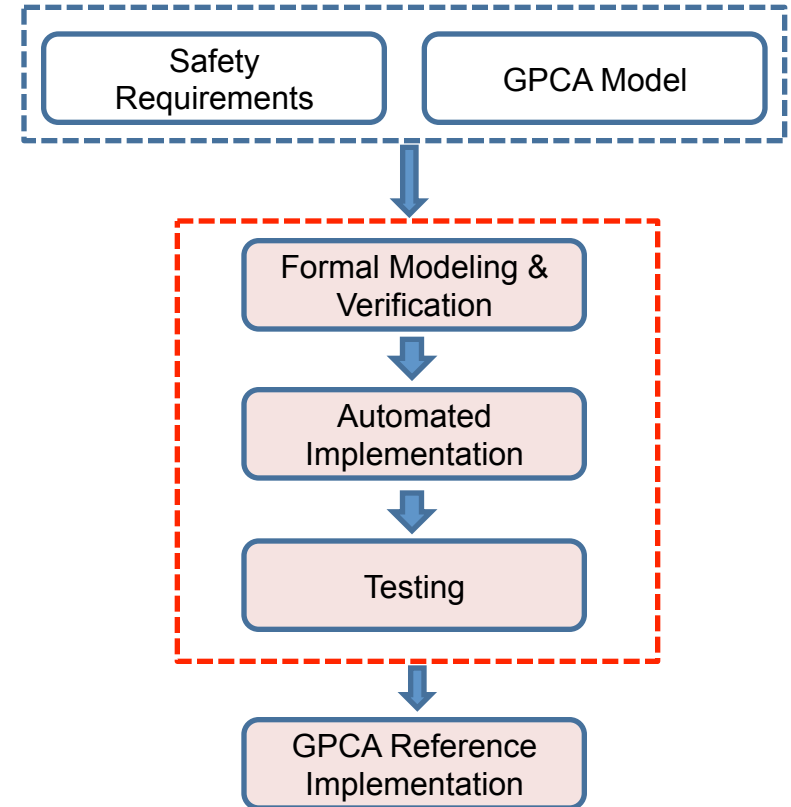 Safety
Requirements
GPCA Model
Formal Modeling &
Verification
Automated
Implementation
Testing
GPCA Reference
Implementation